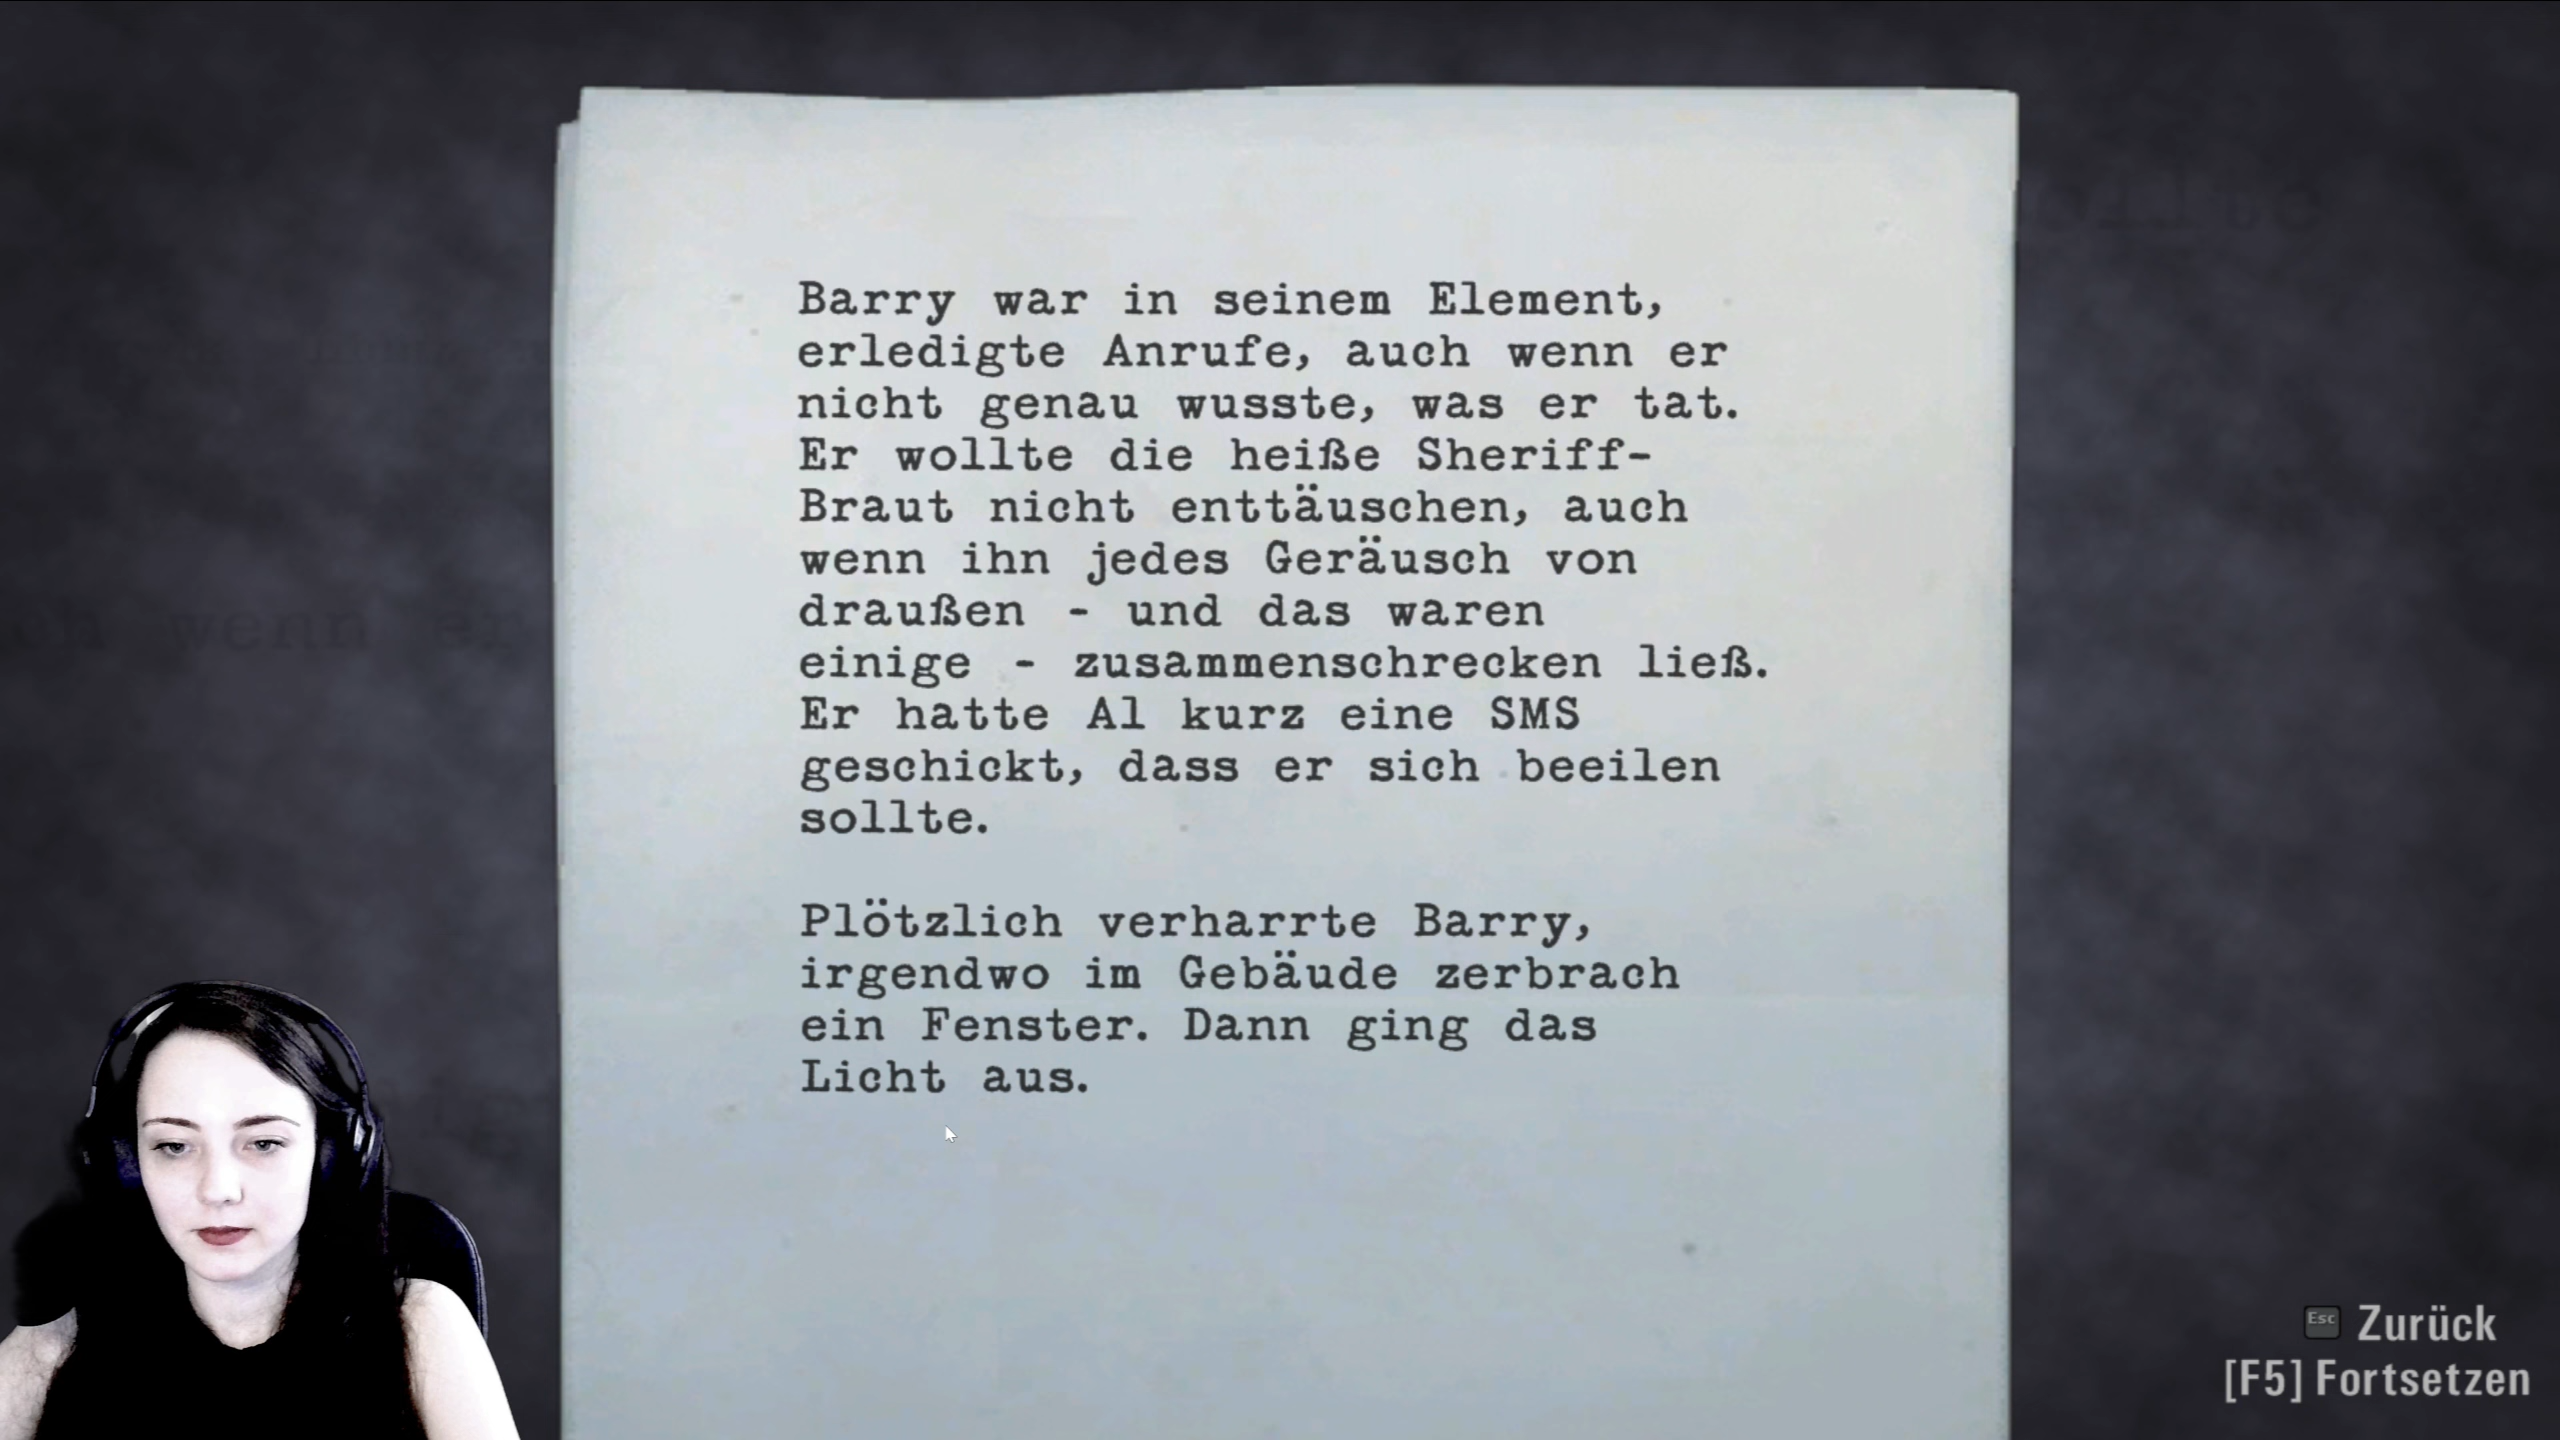 Barry war in seinem Element,
erledigte Anrufe, auch wenn er
nicht genau wusste, was er tat.
Er wollte die heiße Sheriff-
Braut nicht enttäuschen, auch
wenn ihn jedes Geräusch von
draußen - und das waren
einige - zusammenschrecken ließ.
Er hatte Al kurz eine SMS
geschickt, dass er sich beeilen
sollte.
Plötzlich verharrte Barry,
irgendwo im Gebäude zerbrach
ein Fenster. Dann ging das
Licht aus.
Esc Zurück
[F5] Fortsetzen